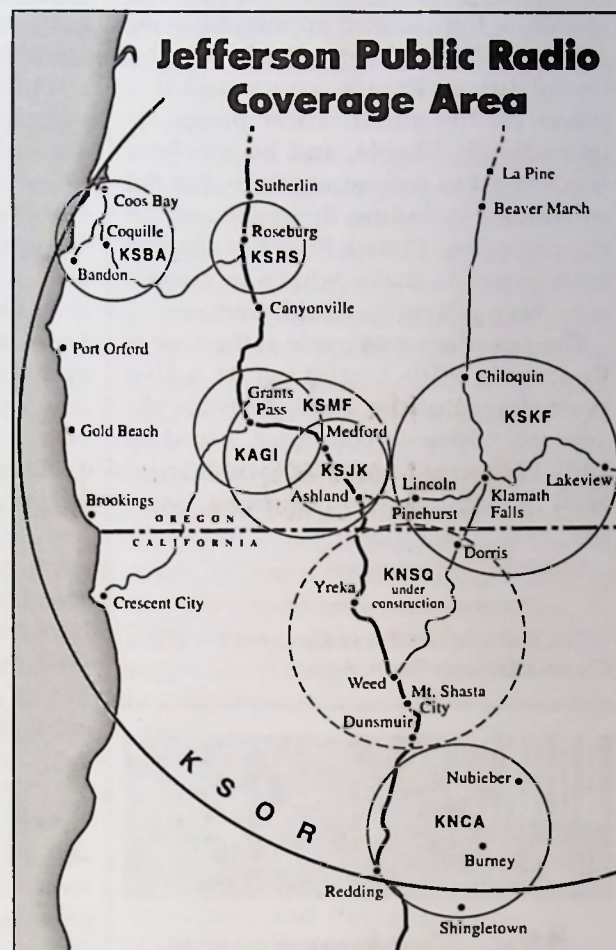 Jefferson Public Radio
Coverage Area
La Pine
Sutherlin
Beaver Marsh
Coos Bay
Coquille
KSBA
Roseburg
KSRS
Bandon
Canyonville
Port Orford
Chiloquin
Grants
Pass
KSMF
KSKF
Gold Beach
Medford
KAGI
KSJK
Lakeview
Lincoln
Ashland
Klamath
Falls
Pinehurst
Brookings
OREGON
CALIFORNIA
Dorris
KNSQ
under
construction
Yreka
Crescent City
Weed
Mt. Shasta
City
Dunsmuir
KSOR
Nubieber
KNCA
Burney
Redding
Shingletown